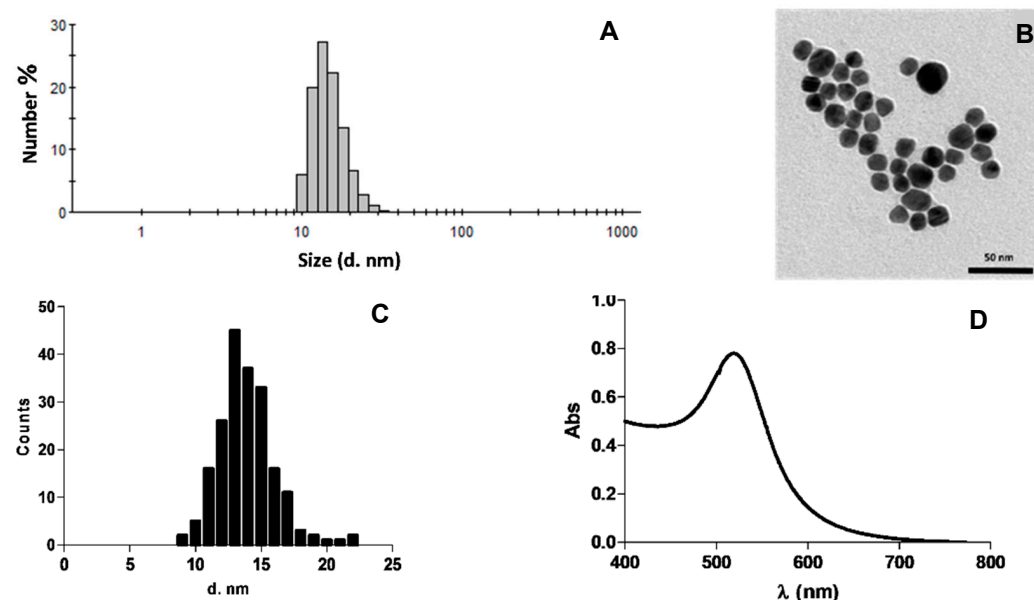 A
30
20
10
0
Number %
1 10 100 1000
Size (d. nm)
B
50 nm
C
50
40
30
20
10
0
Counts
0 5 10 15 20 25
d. nm
D
1.0
0.8
0.6
0.4
0.2
0.0
Abs
400 500 600 700 800
λ (nm)